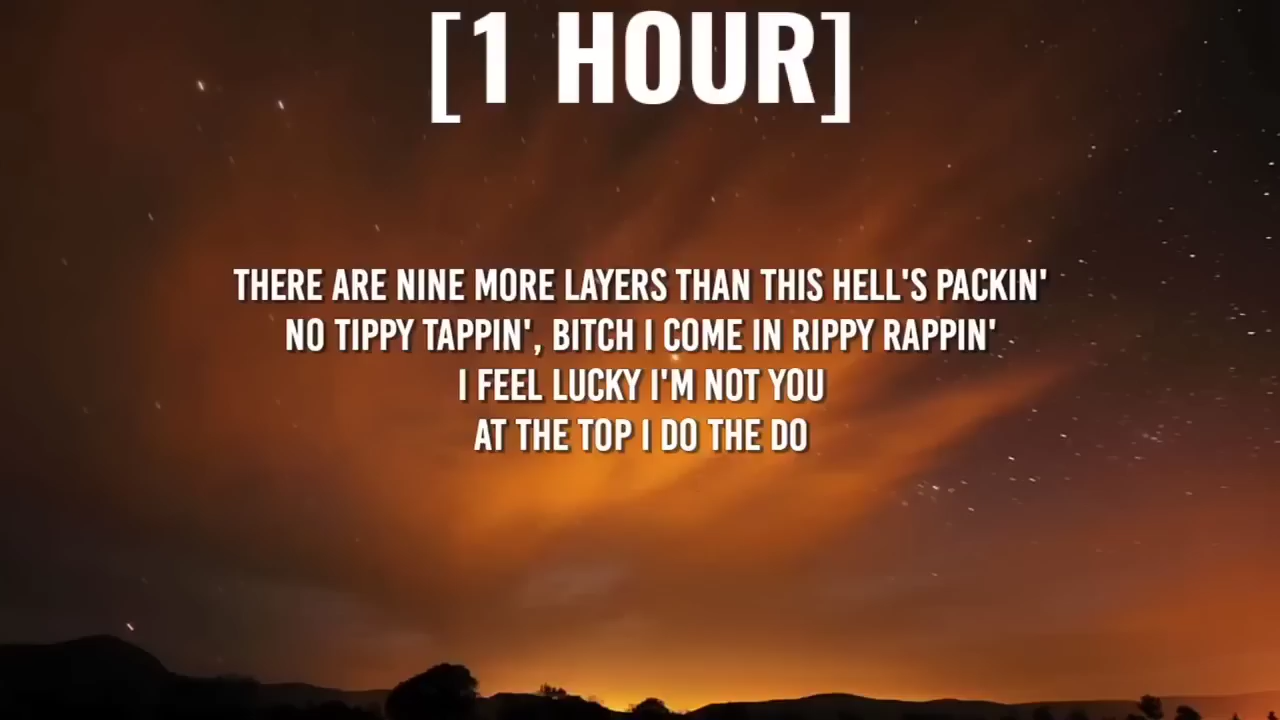 [1 HOUR]
THERE ARE NINE MORE LAYERS THAN THIS HELL'S PACKIN'
NO TIPPY TAPPIN', BITCH I COME IN RIPPY RAPPIN'
I FEEL LUCKY I'M NOT YOU
AT THE TOP I DO THE DO